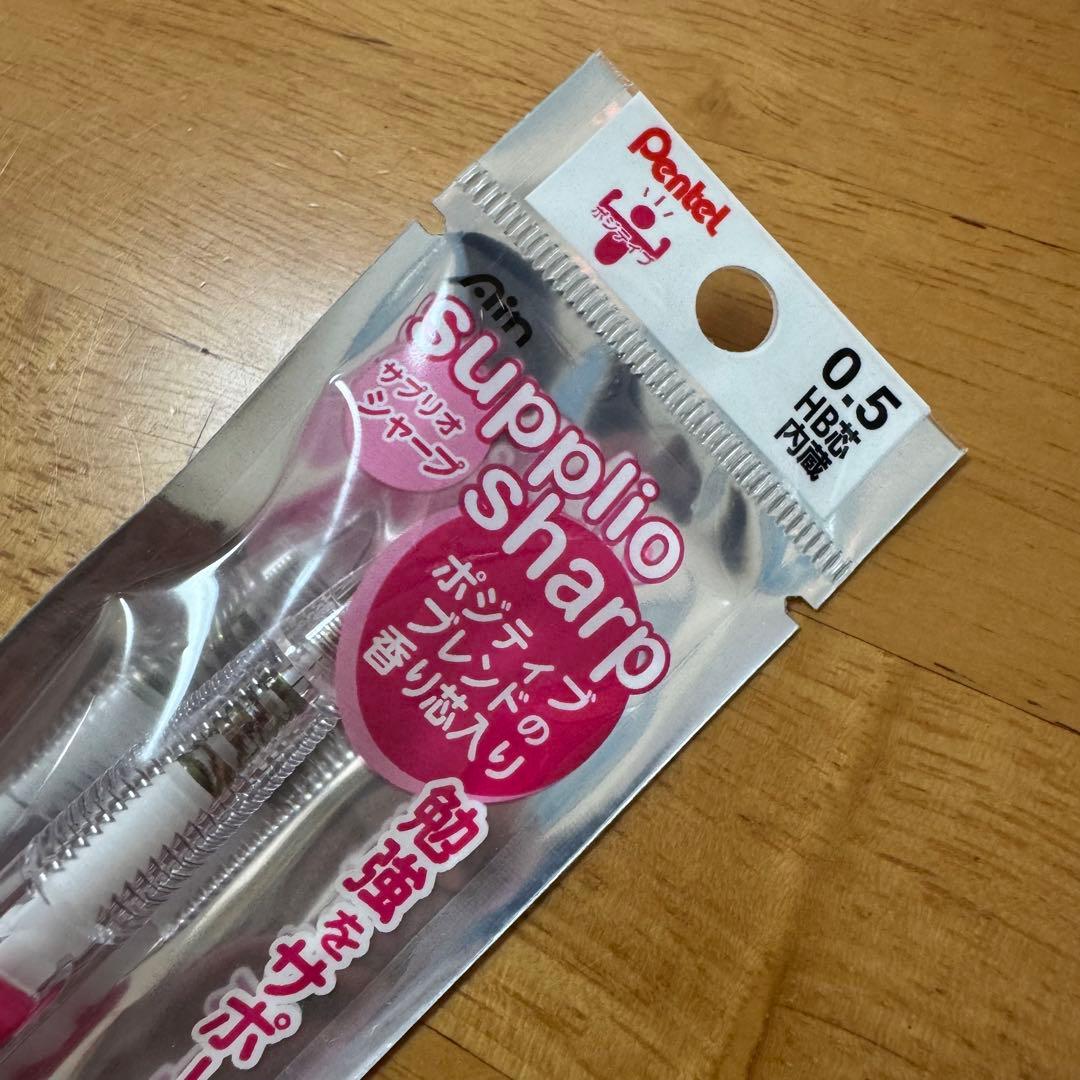 Pentel
ポジティブ
0.5
HB芯
内蔵
Ain
supplio
sharp
サプリオ
シャープ
ポジティブ
ブレンドの
香り芯入り
勉強をサポー